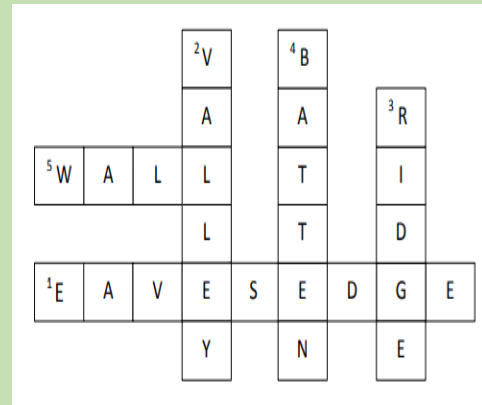 2V 4B
A A 3R
5W A L L T I
L T D
1E A V E S E D G E
Y N E